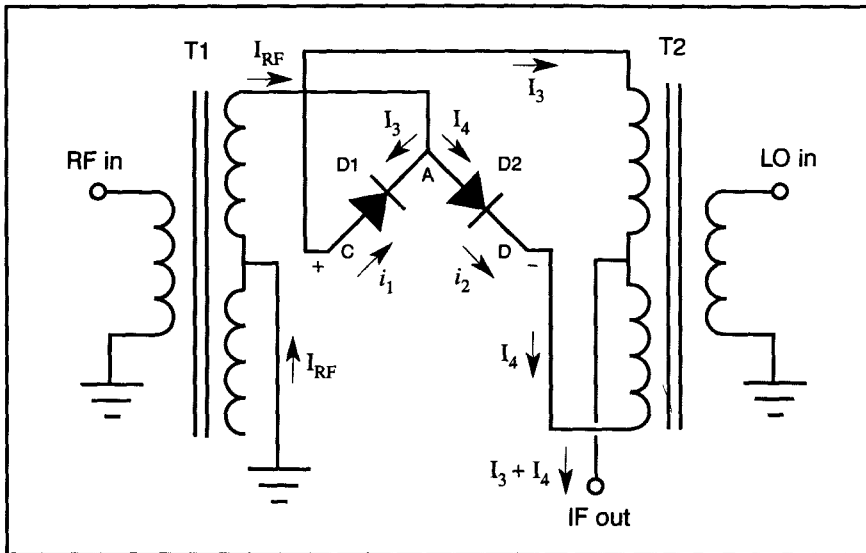 T1
I_RF
T2
I_3
I_3
I_4
RF in
D1
A
D2
LO in
+
C
D
-
i_1
i_2
I_RF
I_4
I_3 + I_4
IF out